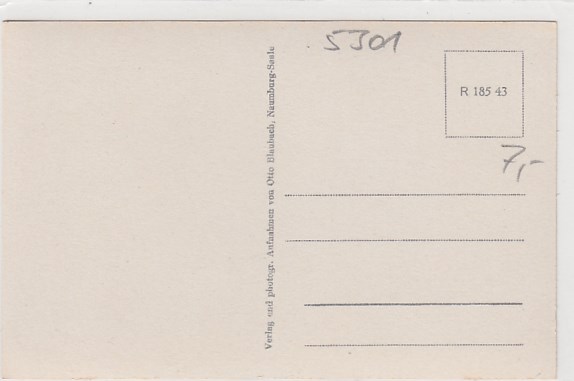 5301
R 185 43
7,-
Verlag und photogr. Aufnahmen von Otto Blaubach, Naumburg-Saale